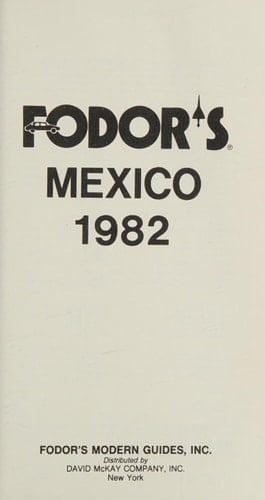 FODOR'S®
MEXICO
1982
FODOR'S MODERN GUIDES, INC.
Distributed by
DAVID McKAY COMPANY, INC.
New York